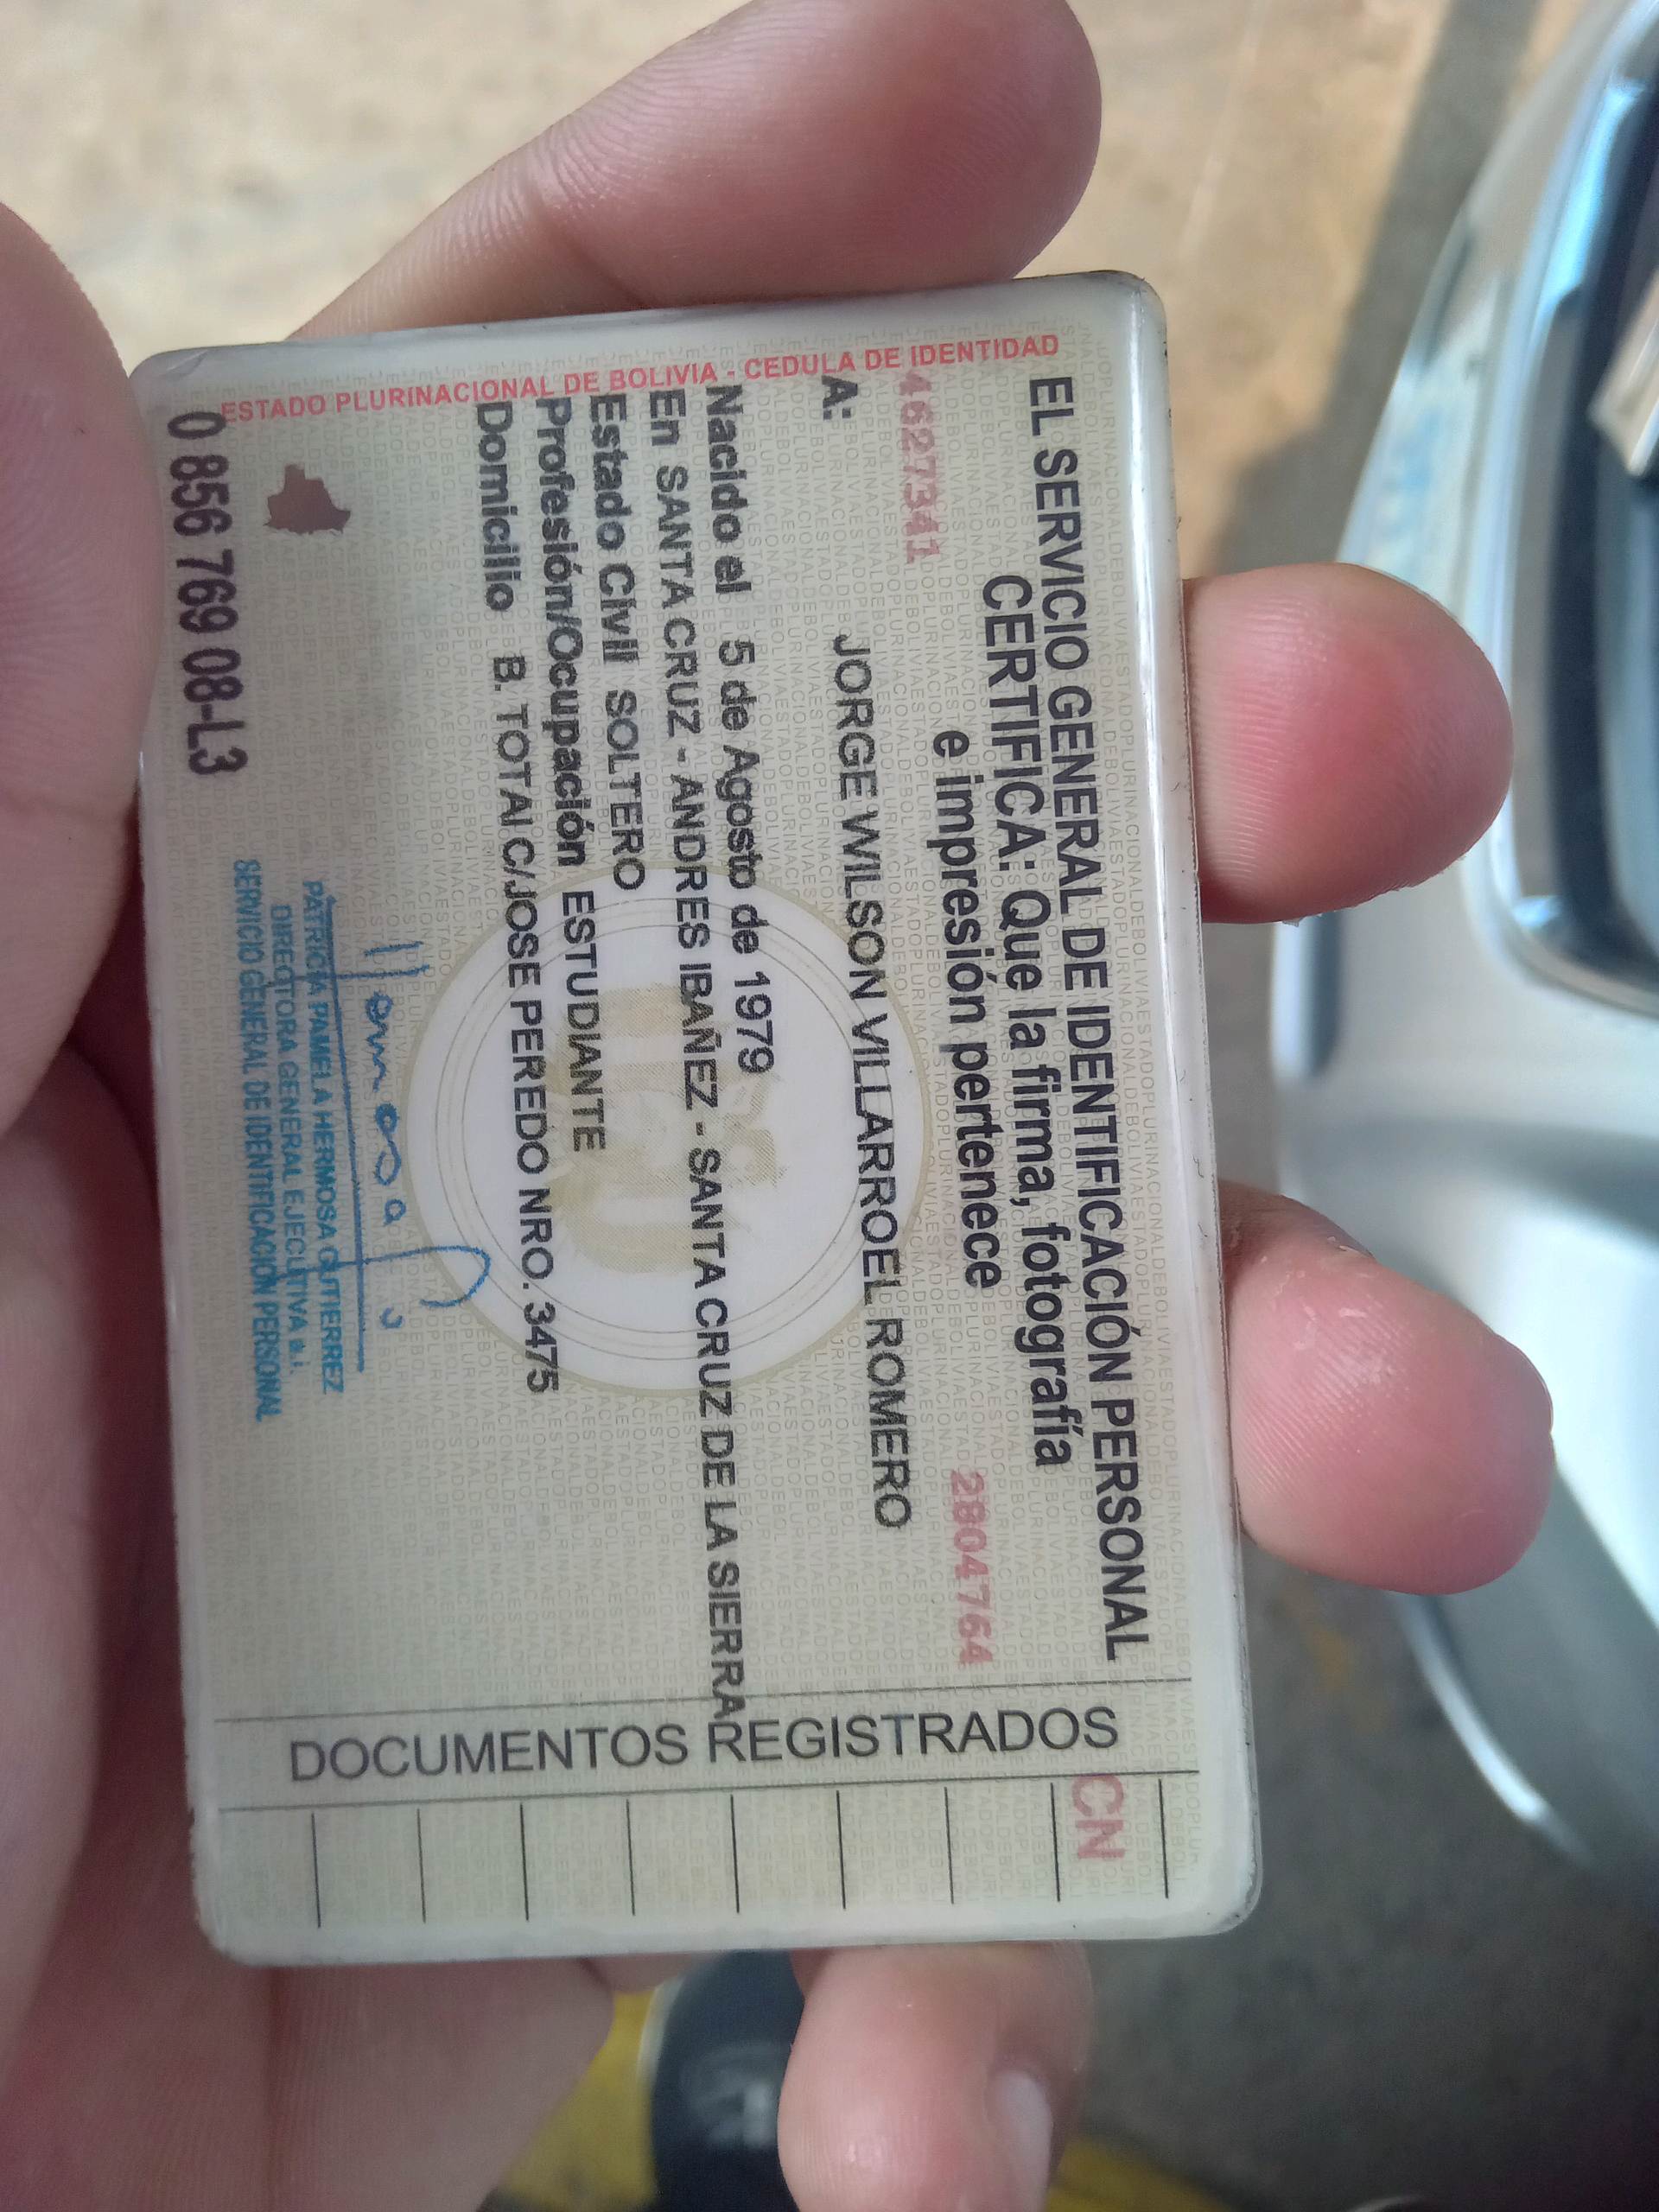 EL SERVICIO GENERAL DE IDENTIFICACIÓN PERSONAL
CERTIFICA: Que la firma, fotografía
e impresión pertenece
4627341
2804764
A:
JORGE WILSON VILLARROEL ROMERO
Nacido el 5 de Agosto de 1979
En SANTA CRUZ - ANDRES IBAÑEZ - SANTA CRUZ DE LA SIERRA
Estado Civil SOLTERO
Profesión/Ocupación ESTUDIANTE
Domicilio B. TOTAI C/JOSE PEREDO NRO. 3475
PATRICIA PAMELA HERMOSA GUTIERREZ
DIRECTORA GENERAL EJECUTIVA a.i.
SERVICIO GENERAL DE IDENTIFICACIÓN PERSONAL
0 856 769 08-L3
ESTADO PLURINACIONAL DE BOLIVIA - CEDULA DE IDENTIDAD
DOCUMENTOS REGISTRADOS
CN